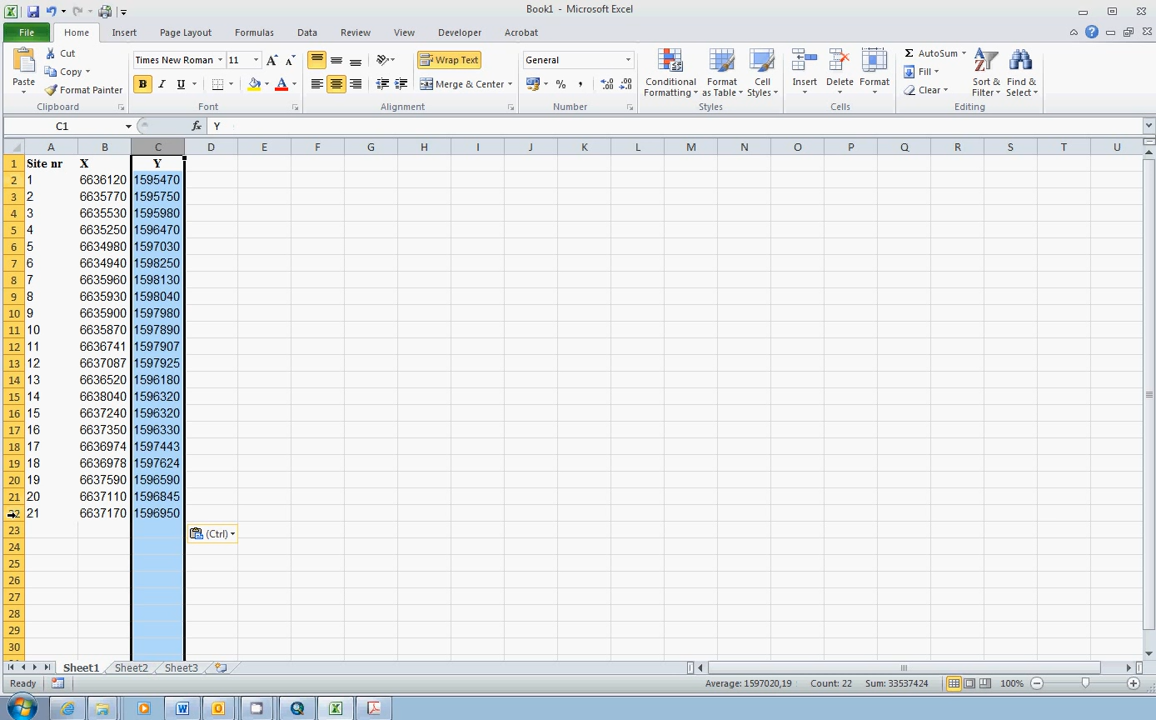 Book1 - Microsoft Excel
File Home Insert Page Layout Formulas Data Review View Developer Acrobat
Paste
Cut
Copy
Format Painter
Clipboard
Times New Roman 11
B I U
Font
Wrap Text
Merge & Center
Alignment
General
Number
Conditional Formatting
Format as Table
Cell Styles
Styles
Insert Delete Format
Cells
AutoSum
Fill
Clear
Sort & Filter
Find & Select
Editing
C1 fx Y
A B C D E F G H I J K L M N O P Q R S T U
1 Site nr X Y
2 1 6636120 1595470
3 2 6635770 1595750
4 3 6635530 1595980
5 4 6635250 1596470
6 5 6634980 1597030
7 6 6634940 1598250
8 7 6635960 1598130
9 8 6635930 1598040
10 9 6635900 1597980
11 10 6635870 1597890
12 11 6636741 1597907
13 12 6637087 1597925
14 13 6636520 1596180
15 14 6638040 1596320
16 15 6637240 1596320
17 16 6637350 1596330
18 17 6636974 1597443
19 18 6636978 1597624
20 19 6637590 1596590
21 20 6637110 1596845
21 6637170 1596950
23 (Ctrl)
24
25
26
27
28
29
30
Sheet1 Sheet2 Sheet3
Ready Average: 1597020,19 Count: 22 Sum: 33537424 100%